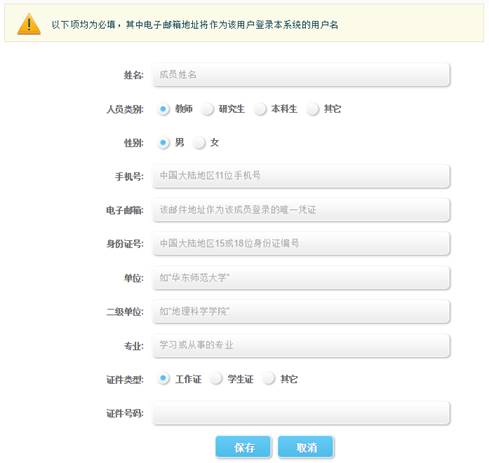 以下项均为必填，其中电子邮箱地址将作为该用户登录本系统的用户名
姓名: 成员姓名
人员类别: 教师 研究生 本科生 其它
性别: 男 女
手机号: 中国大陆地区11位手机号
电子邮箱: 该邮件地址作为该成员登录的唯一凭证
身份证号: 中国大陆地区15或18位身份证编号
单位: 如"华东师范大学"
二级单位: 如"地理科学学院"
专业: 学习或从事的专业
证件类型: 工作证 学生证 其它
证件号码:
保存 取消